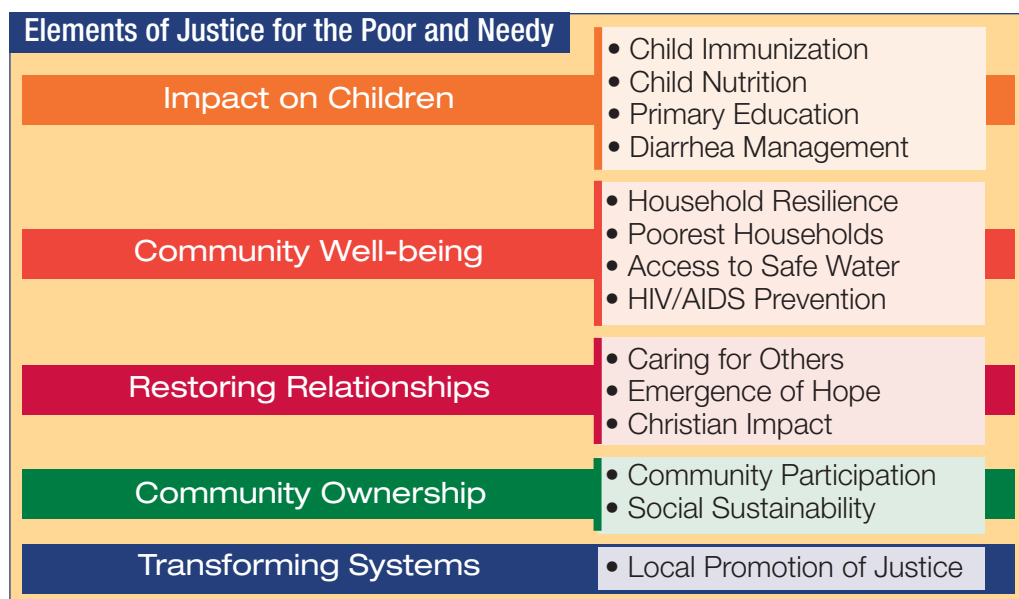 Elements of Justice for the Poor and Needy
Impact on Children
• Child Immunization
• Child Nutrition
• Primary Education
• Diarrhea Management
Community Well-being
• Household Resilience
• Poorest Households
• Access to Safe Water
• HIV/AIDS Prevention
Restoring Relationships
• Caring for Others
• Emergence of Hope
• Christian Impact
Community Ownership
• Community Participation
• Social Sustainability
Transforming Systems
• Local Promotion of Justice